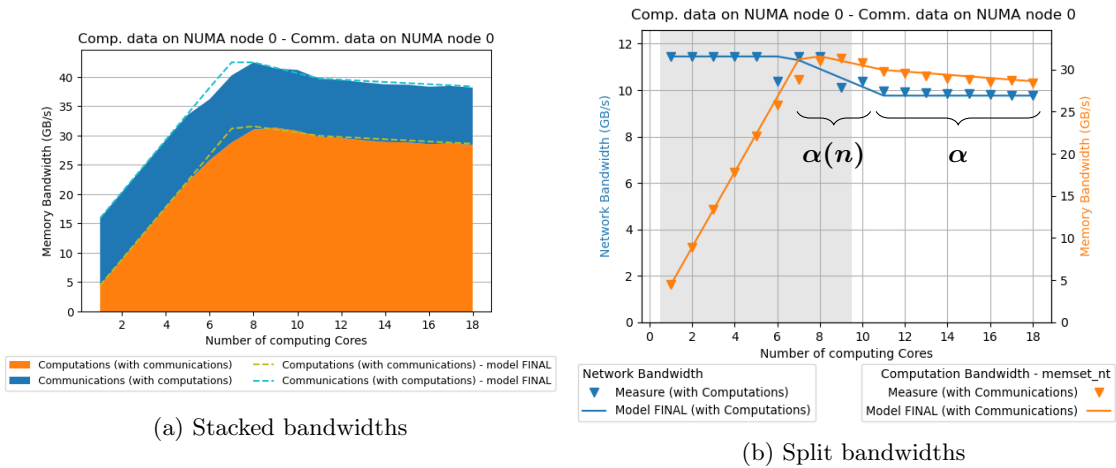 Comp. data on NUMA node 0 - Comm. data on NUMA node 0
Memory Bandwidth (GB/s)
40
35
30
25
20
15
10
5
0
2 4 6 8 10 12 14 16 18
Number of computing Cores
Computations (with communications)
Communications (with computations)
Computations (with communications) - model FINAL
Communications (with computations) - model FINAL
(a) Stacked bandwidths
Comp. data on NUMA node 0 - Comm. data on NUMA node 0
Network Bandwidth (GB/s)
12
10
8
6
4
2
0
α(n)
α
30
25
20
15
10
5
0
Memory Bandwidth (GB/s)
0 2 4 6 8 10 12 14 16 18
Number of computing Cores
Network Bandwidth
Measure (with Computations)
Model FINAL (with Computations)
Computation Bandwidth - memset_nt
Measure (with Communications)
Model FINAL (with Communications)
(b) Split bandwidths